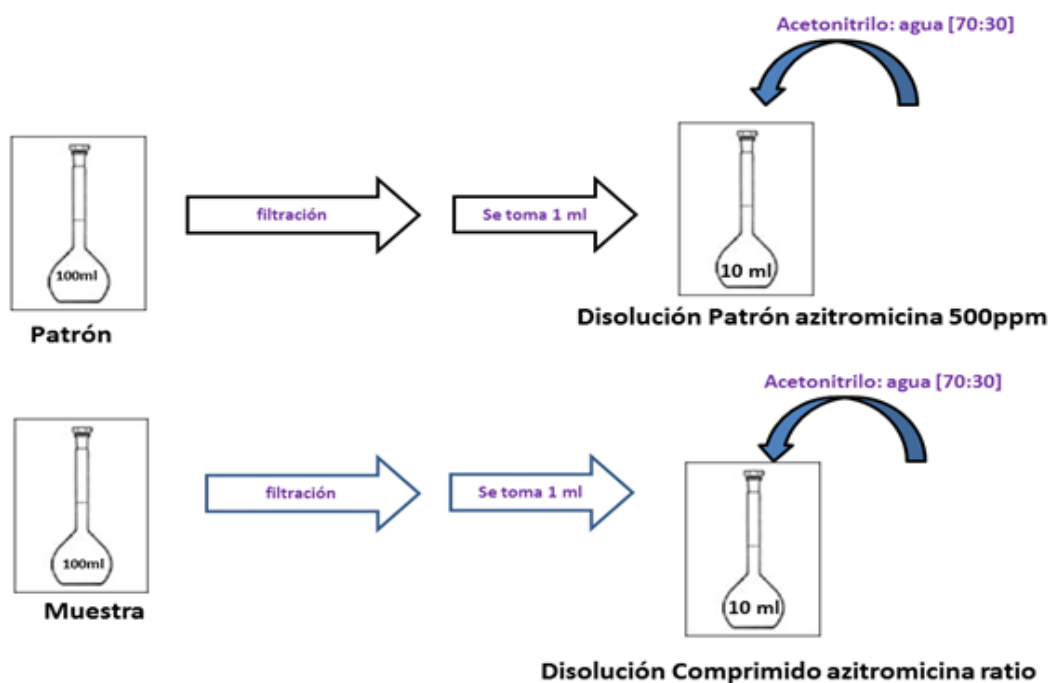 Acetonitrilo: agua [70:30]
100ml
filtración
Se toma 1 ml
10 ml
Patrón
Disolución Patrón azitromicina 500ppm
Acetonitrilo: agua [70:30]
100ml
filtración
Se toma 1 ml
10 ml
Muestra
Disolución Comprimido azitromicina ratio